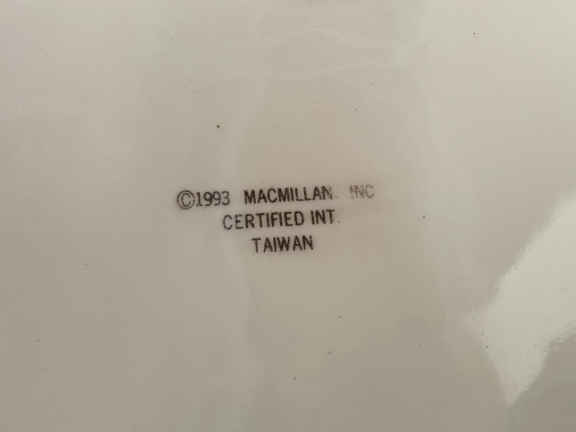 ©1993 MACMILLAN. INC
CERTIFIED INT.
TAIWAN